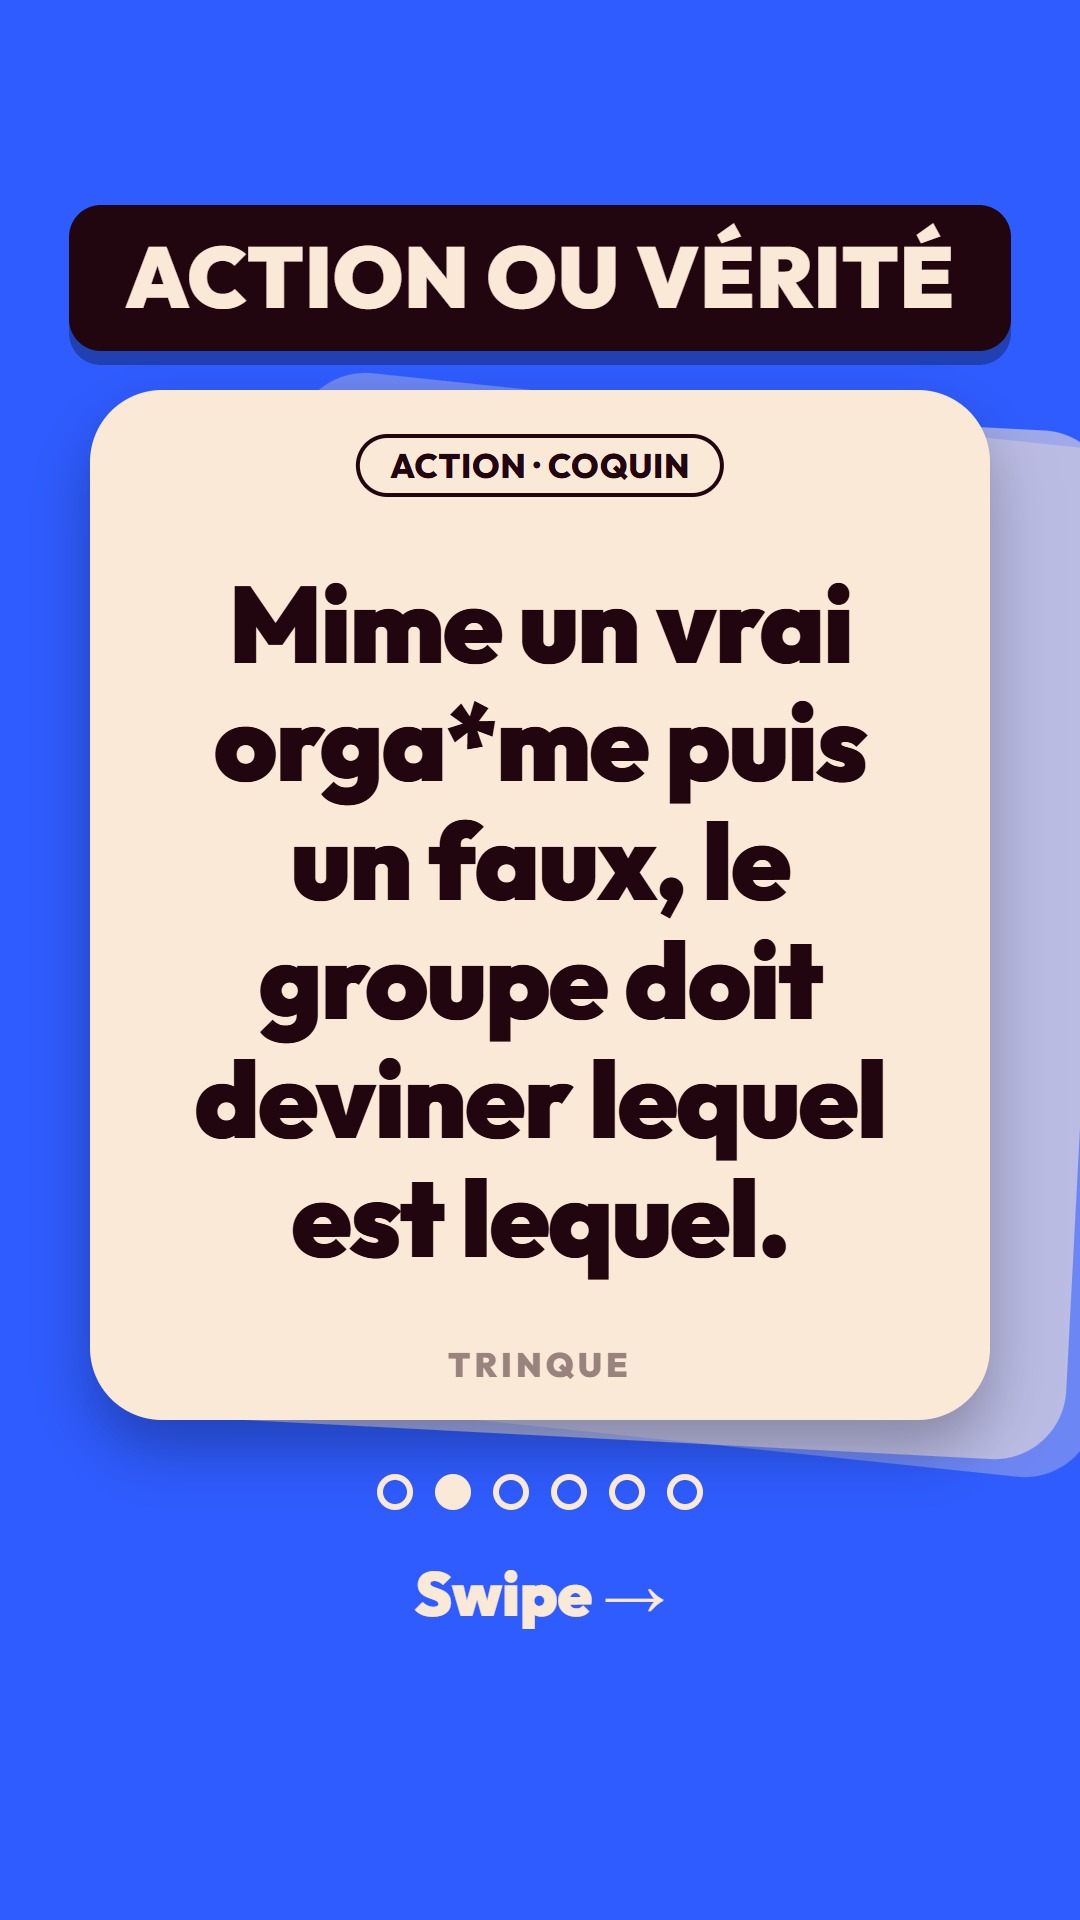 ACTION OU VÉRITÉ
ACTION · COQUIN
Mime un vrai
orga*me puis
un faux, le
groupe doit
deviner lequel
est lequel.
TRINQUE
Swipe →